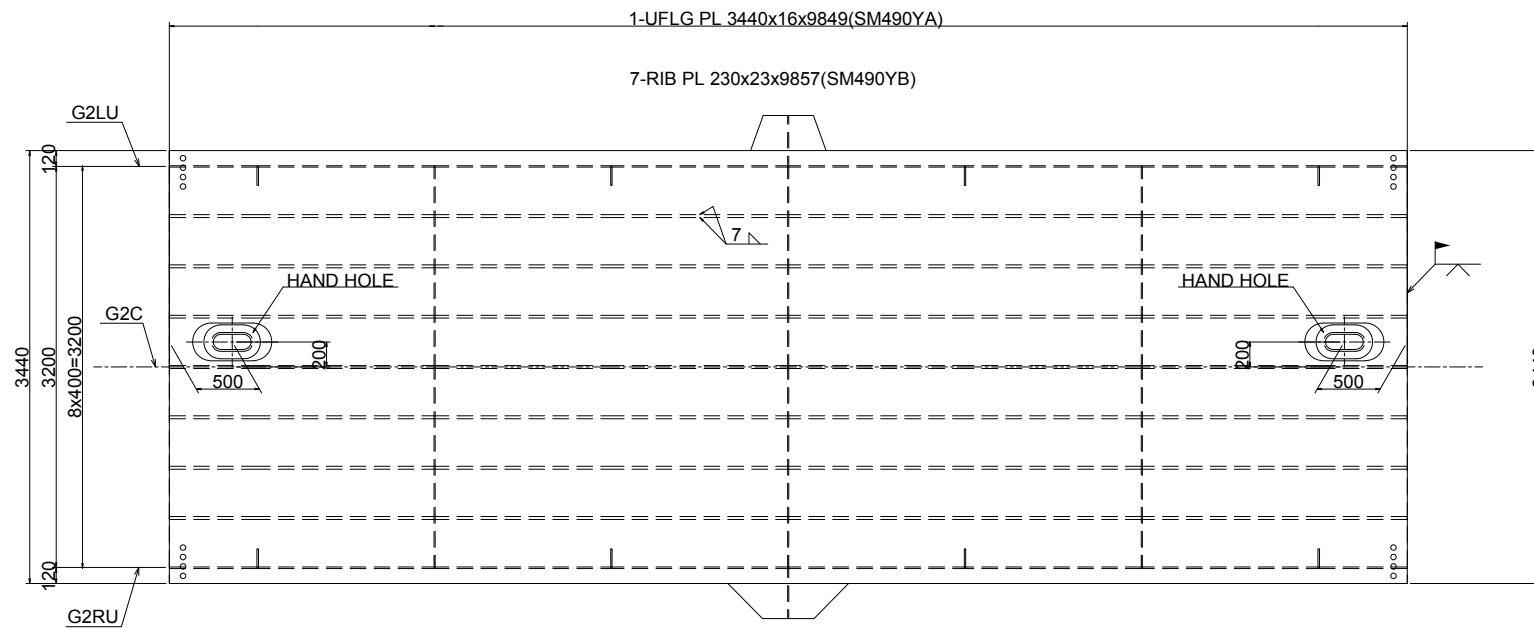 1-UFLG PL 3440x16x9849(SM490YA)
7-RIB PL 230x23x9857(SM490YB)
G2LU
120
7
HAND HOLE
HAND HOLE
G2C
3440
3200
8x400=3200
200
200
500
500
120
G2RU